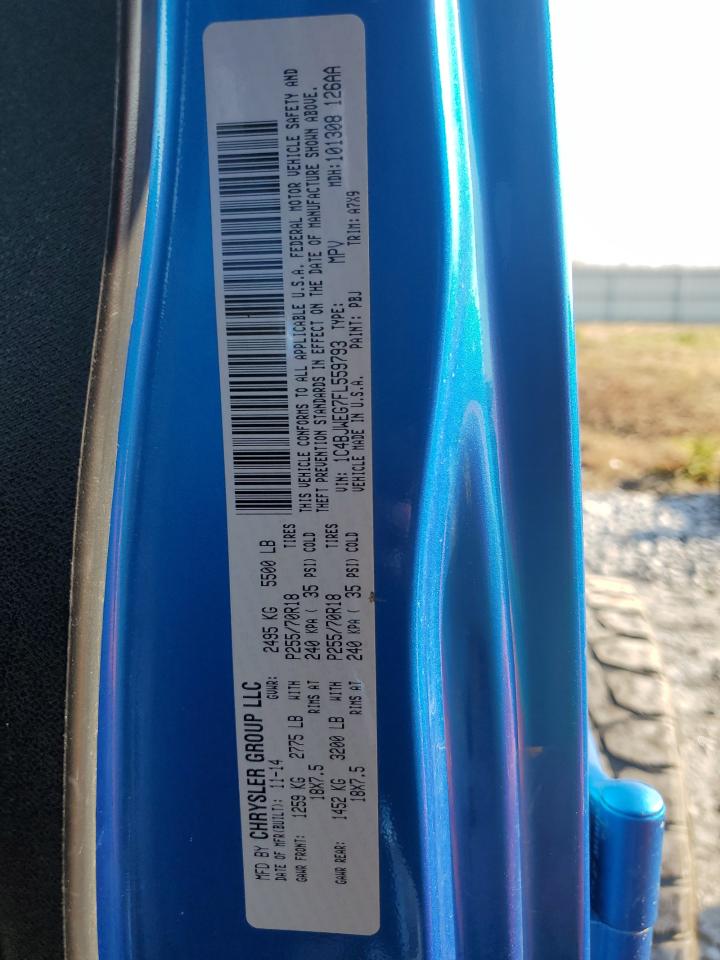 MFD BY CHRYSLER GROUP LLC
DATE OF MFR(BUILT): 11-14 GVWR: 2495 KG 5500 LB
GAWR FRONT: 1259 KG 2775 LB WITH P255/70R18 TIRES
18X7.5 RIMS AT 240 KPA ( 35 PSI) COLD
GAWR REAR: 1452 KG 3200 LB WITH P255/70R18 TIRES
18X7.5 RIMS AT 240 KPA ( 35 PSI) COLD
THIS VEHICLE CONFORMS TO ALL APPLICABLE U.S.A. FEDERAL MOTOR VEHICLE SAFETY AND
THEFT PREVENTION STANDARDS IN EFFECT ON THE DATE OF MANUFACTURE SHOWN ABOVE.
VIN: 1C4BJWEG7FL559793 TYPE: MPV MDH:101308 126AA
VEHICLE MADE IN U.S.A. PAINT: PBJ TRIM: A7X9